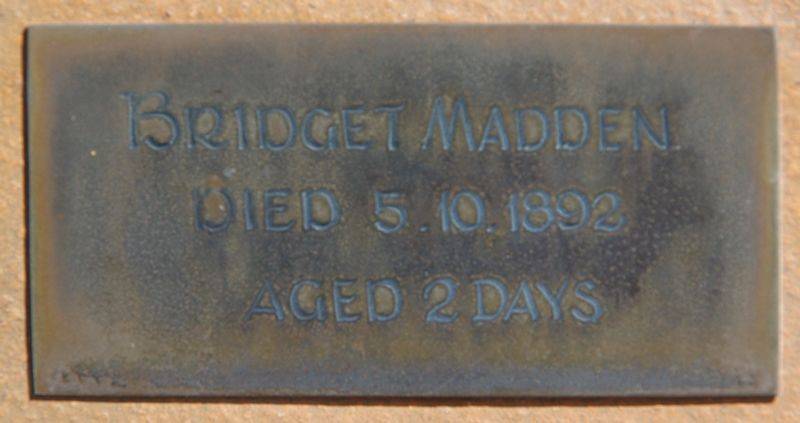 BRIDGET MADDEN
DIED 5.10.1892
AGED 2 DAYS